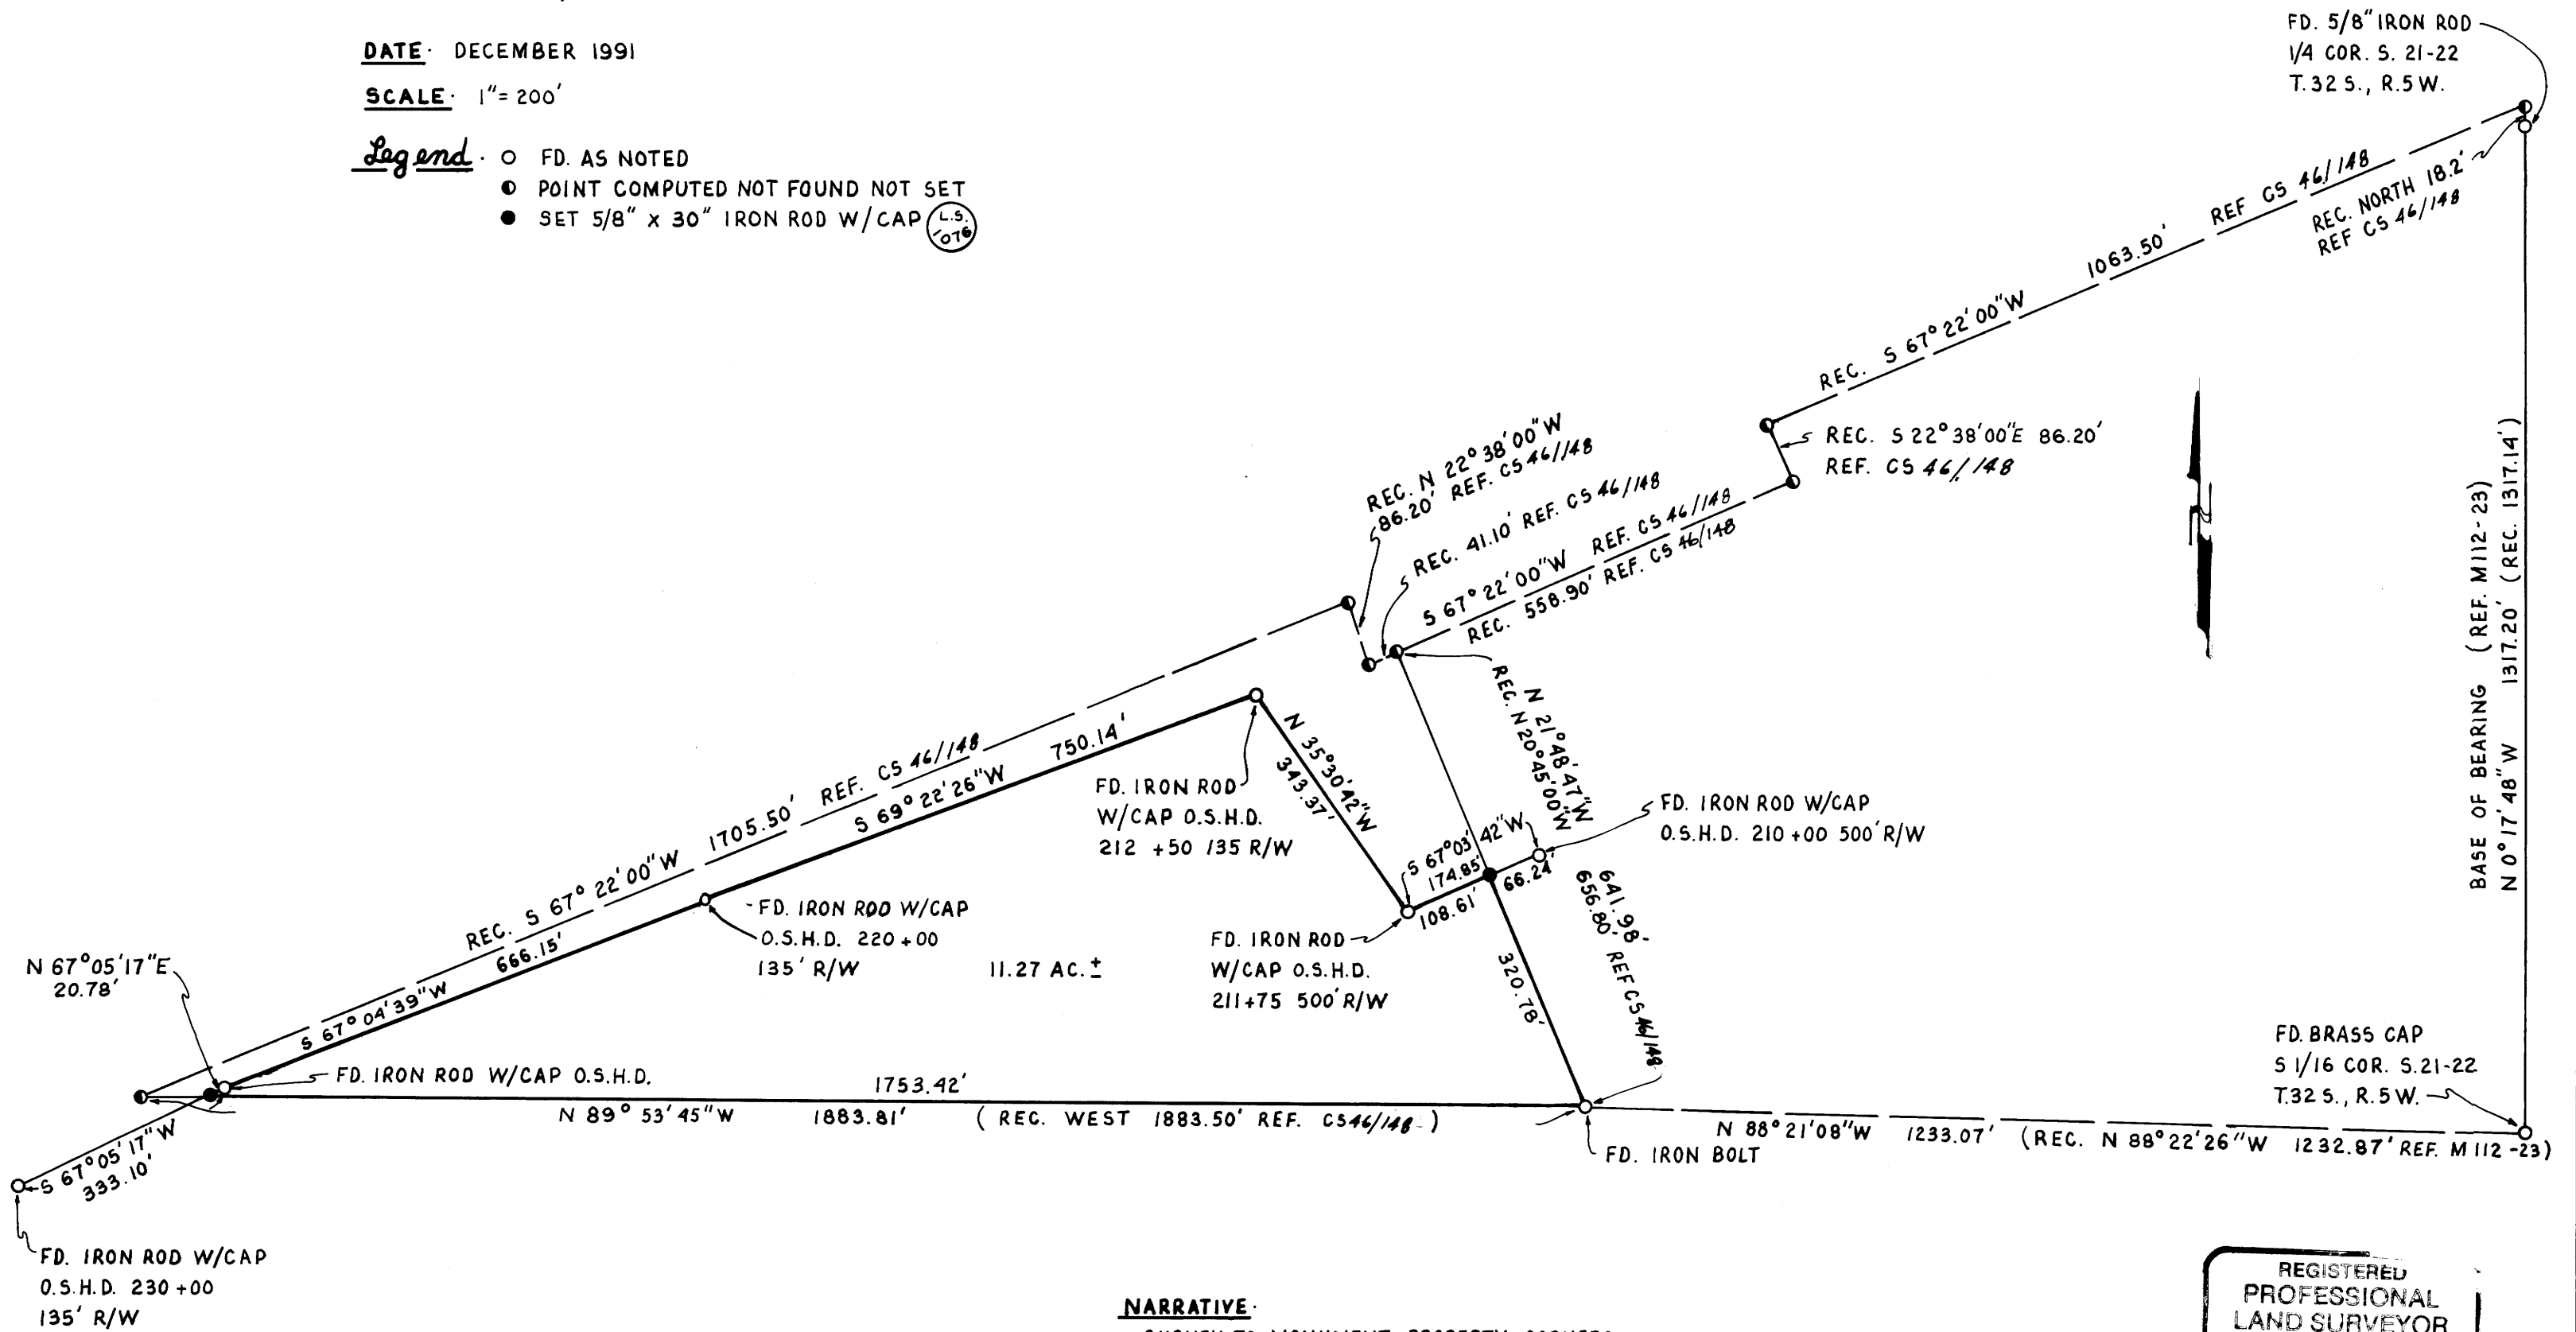 DATE · DECEMBER 1991
SCALE · 1"= 200'
Legend · ○ FD. AS NOTED
◐ POINT COMPUTED NOT FOUND NOT SET
● SET 5/8" X 30" IRON ROD W/CAP L.S. 1076
FD. 5/8" IRON ROD
1/4 COR. S. 21-22
T.32 S., R.5 W.
REC. S 67° 22' 00" W 1063.50' REF CS 46/148
REC. NORTH 18.2'
REF CS 46/148
REC. S 22° 38' 00" E 86.20'
REF. CS 46/148
REC. N 22° 38' 00" W
86.20' REF. CS 46/148
REC. 41.10' REF. CS 46/148
S 67° 22' 00" W REF. CS 46/148
REC. 558.90' REF. CS 46/148
BASE OF BEARING (REF. M112-23)
N 0° 17' 48" W 1317.20' (REC. 1317.14')
N 21° 48' 47" W
REC. N 20° 45' 00" W
641.98'
656.80' REF CS 46/148
REC. S 67° 22' 00" W 1705.50' REF. CS 46/148
S 69° 22' 26" W 750.14'
N 35° 30' 42" W
343.37'
FD. IRON ROD
W/CAP O.S.H.D.
212 +50 135 R/W
S 67° 03' 42" W
174.85'
108.61'
66.24'
FD. IRON ROD W/CAP
O.S.H.D. 210 +00 500' R/W
FD. IRON ROD W/CAP
O.S.H.D. 220 +00
135' R/W
11.27 AC. ±
FD. IRON ROD
W/CAP O.S.H.D.
211+75 500' R/W
320.78'
N 67° 05' 17" E
20.78'
666.15'
S 67° 04' 39" W
FD. IRON ROD W/CAP O.S.H.D.
1753.42'
N 89° 53' 45" W 1883.81' ( REC. WEST 1883.50' REF. CS 46/148 )
FD. BRASS CAP
S 1/16 COR. S.21-22
T.32 S., R.5 W.
N 88° 21' 08" W 1233.07' (REC. N 88° 22' 26" W 1232.87' REF. M 112-23)
FD. IRON BOLT
S 67° 05' 17" W
333.10'
FD. IRON ROD W/CAP
O.S.H.D. 230 +00
135' R/W
NARRATIVE ·
REGISTERED
PROFESSIONAL
LAND SURVEYOR